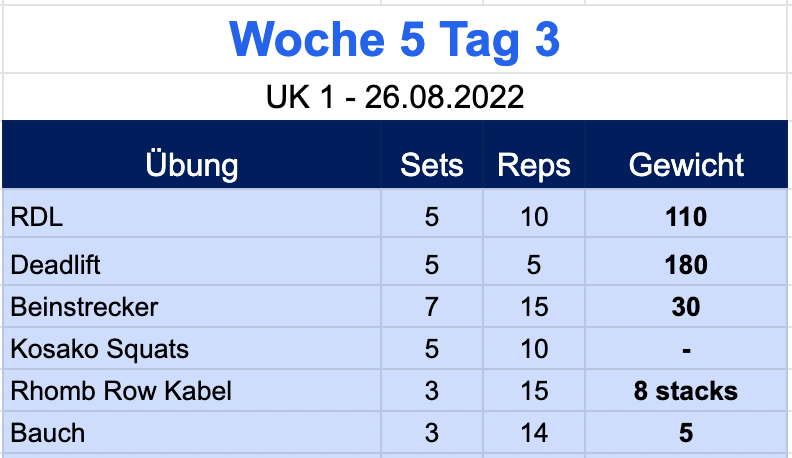 Woche 5 Tag 3
UK 1 - 26.08.2022
Übung Sets Reps Gewicht
RDL 5 10 110
Deadlift 5 5 180
Beinstrecker 7 15 30
Kosako Squats 5 10 -
Rhomb Row Kabel 3 15 8 stacks
Bauch 3 14 5